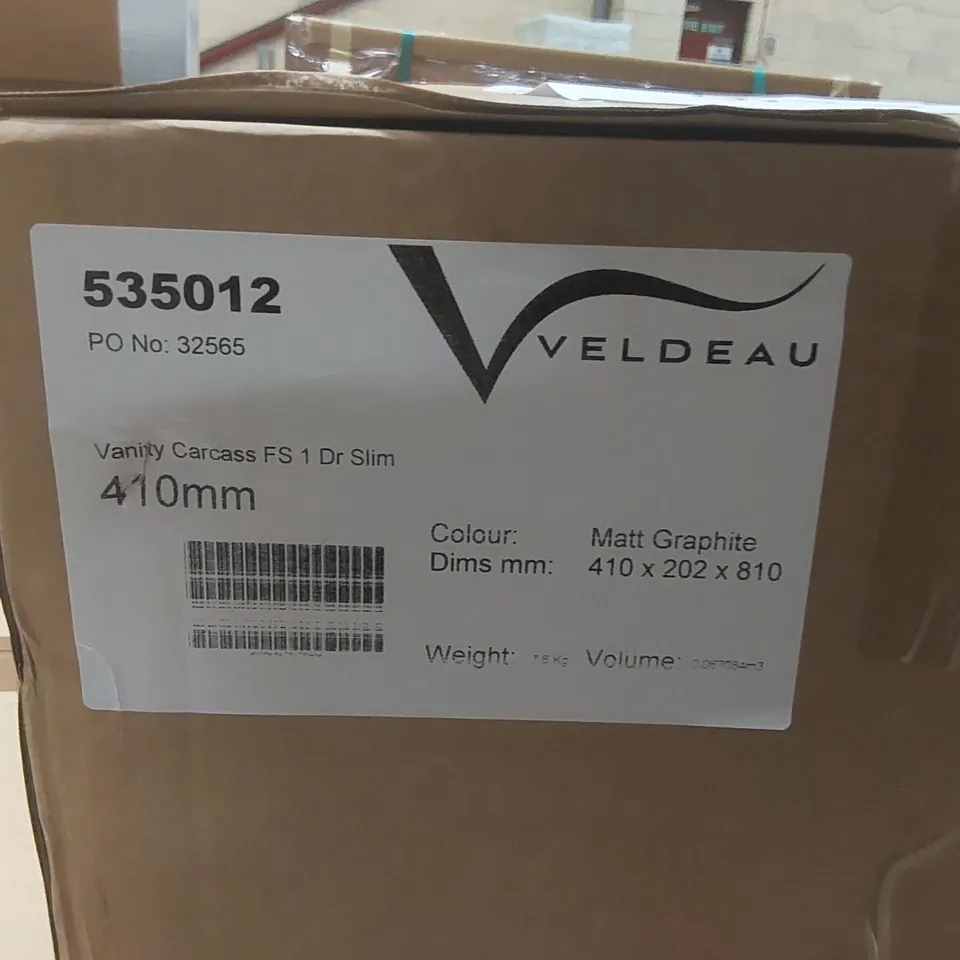 535012
PO No: 32565
VELDEAU
Vanity Carcass FS 1 Dr Slim
410mm
Colour: Matt Graphite
Dims mm: 410 x 202 x 810
Weight: Kg Volume: